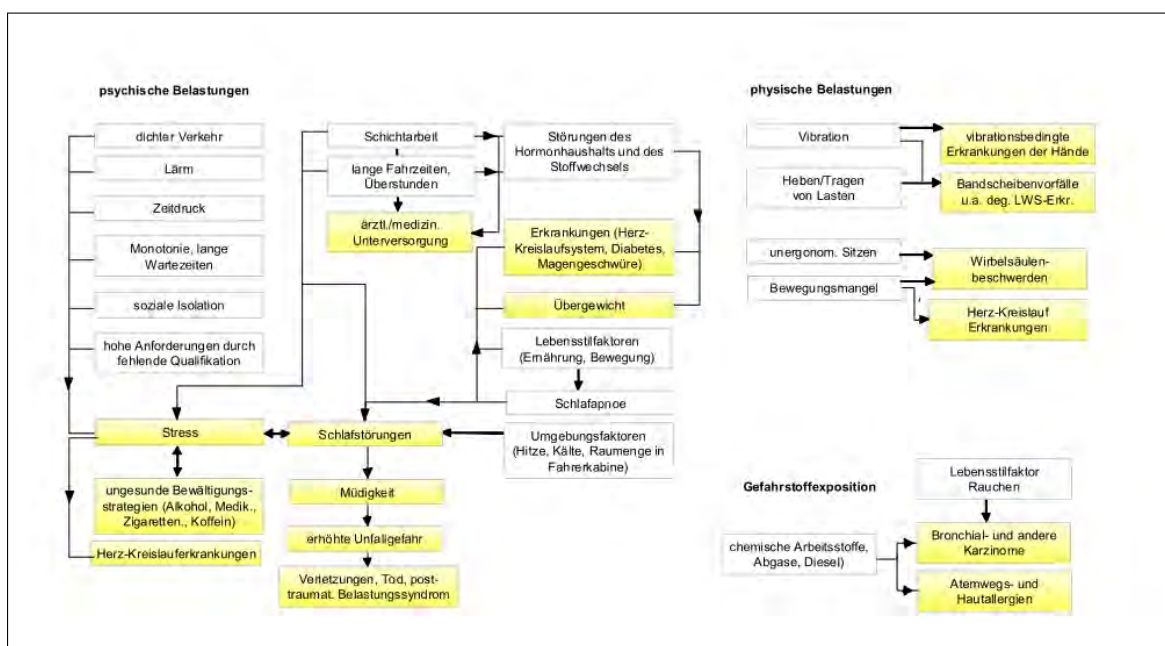 psychische Belastungen
dichter Verkehr
Lärm
Zeitdruck
Monotonie, lange
Wartezeiten
soziale Isolation
hohe Anforderungen durch
fehlende Qualifikation
Stress
ungesunde Bewältigungs-
strategien (Alkohol, Medik.,
Zigaretten., Koffein)
Herz-Kreislauferkrankungen
Schichtarbeit
lange Fahrzeiten,
Überstunden
ärztl./medizin.
Unterversorgung
Schlafstörungen
Müdigkeit
erhöhte Unfallgefahr
Verletzungen, Tod, post-
traumat. Belastungssyndrom
Störungen des
Hormonhaushalts und des
Stoffwechsels
Erkrankungen (Herz-
Kreislaufsystem, Diabetes,
Magengeschwüre)
Übergewicht
Lebensstilfaktoren
(Ernährung, Bewegung)
Schlafapnoe
Umgebungsfaktoren
(Hitze, Kälte, Raumenge in
Fahrerkabine)
physische Belastungen
Vibration
Heben/Tragen
von Lasten
unergonom. Sitzen
Bewegungsmangel
vibrationsbedingte
Erkrankungen der Hände
Bandscheibenvorfälle
u.a. deg. LWS-Erkr.
Wirbelsäulen-
beschwerden
Herz-Kreislauf
Erkrankungen
Gefahrstoffexposition
Lebensstilfaktor
Rauchen
chemische Arbeitsstoffe,
Abgase, Diesel)
Bronchial- und andere
Karzinome
Atemwegs- und
Hautallergien